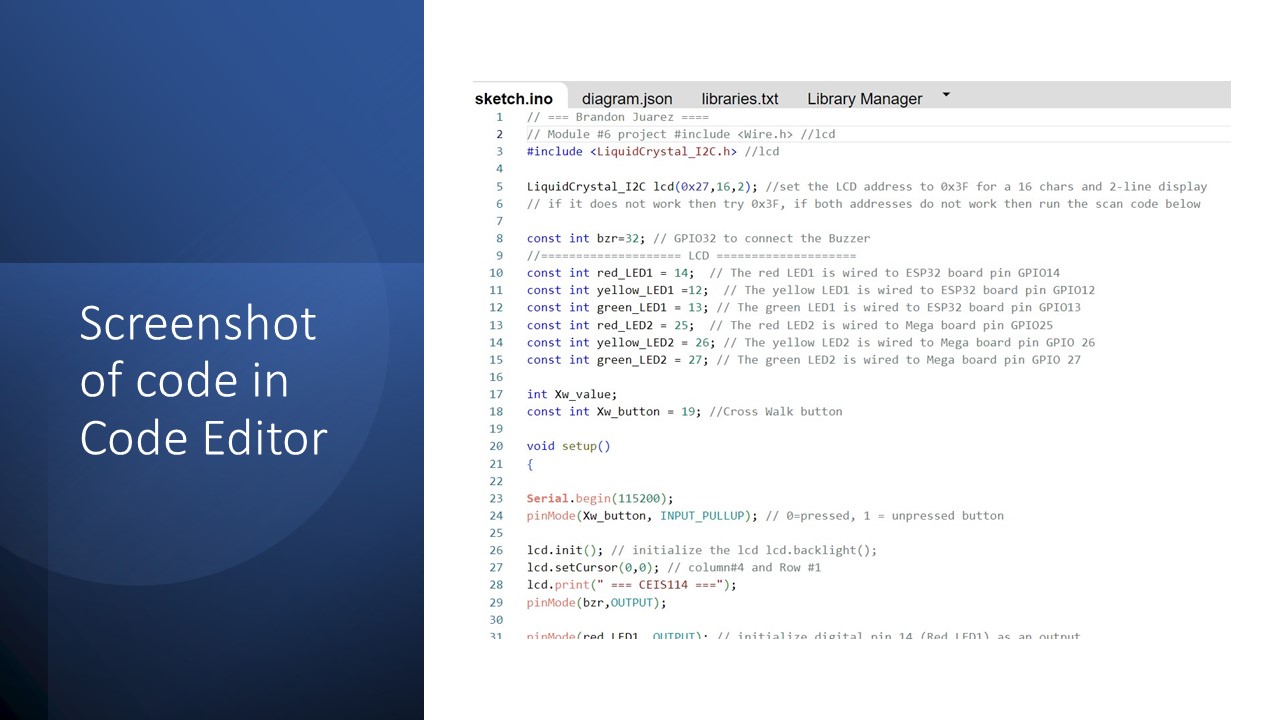 Screenshot
of code in
Code Editor
sketch.ino diagram.json libraries.txt Library Manager
1 // === Brandon Juarez ====
2 // Module #6 project #include <Wire.h> //lcd
3 #include <LiquidCrystal_I2C.h> //lcd
4
5 LiquidCrystal_I2C lcd(0x27,16,2); //set the LCD address to 0x3F for a 16 chars and 2-line display
6 // if it does not work then try 0x3F, if both addresses do not work then run the scan code below
7
8 const int bzr=32; // GPIO32 to connect the Buzzer
9 //==================== LCD ====================
10 const int red_LED1 = 14;  // The red LED1 is wired to ESP32 board pin GPIO14
11 const int yellow_LED1 =12;  // The yellow LED1 is wired to ESP32 board pin GPIO12
12 const int green_LED1 = 13; // The green LED1 is wired to ESP32 board pin GPIO13
13 const int red_LED2 = 25;  // The red LED2 is wired to Mega board pin GPIO25
14 const int yellow_LED2 = 26; // The yellow LED2 is wired to Mega board pin GPIO 26
15 const int green_LED2 = 27; // The green LED2 is wired to Mega board pin GPIO 27
16
17 int Xw_value;
18 const int Xw_button = 19; //Cross Walk button
19
20 void setup()
21 {
22
23 Serial.begin(115200);
24 pinMode(Xw_button, INPUT_PULLUP); // 0=pressed, 1 = unpressed button
25
26 lcd.init(); // initialize the lcd lcd.backlight();
27 lcd.setCursor(0,0); // column#4 and Row #1
28 lcd.print(" === CEIS114 ===");
29 pinMode(bzr,OUTPUT);
30
31 pinMode(red_LED1, OUTPUT); // initialize digital pin 14 (Red LED1) as an output